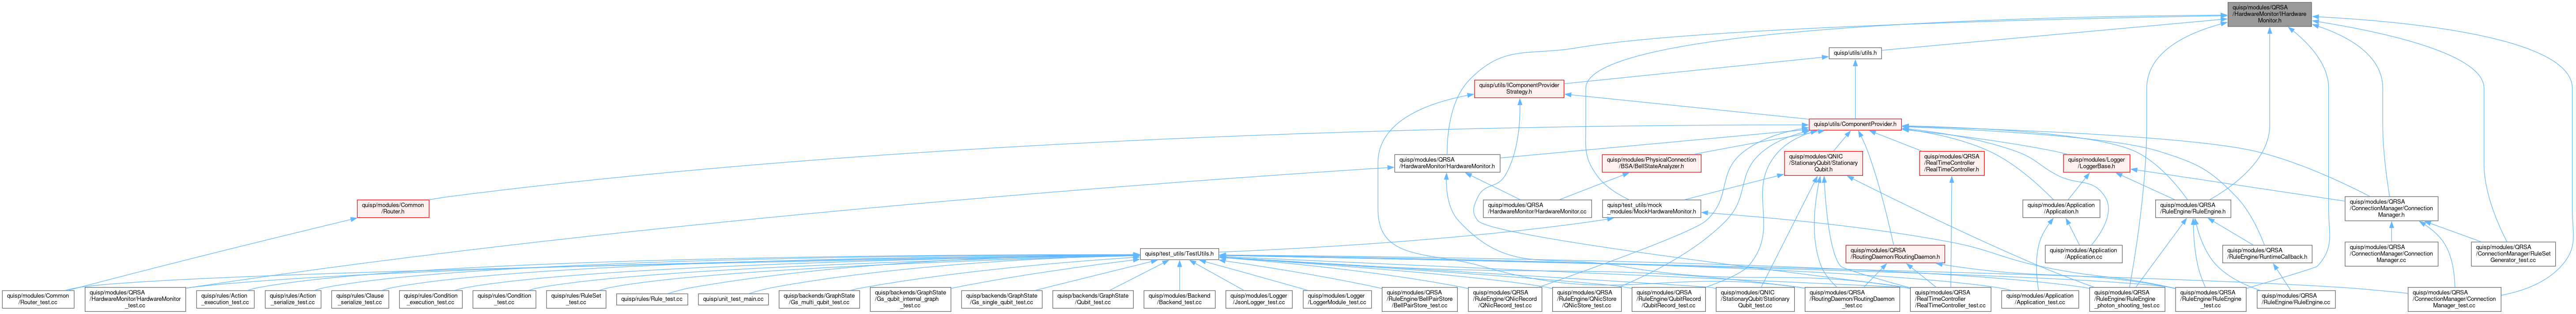 quisp/modules/QRSA
/HardwareMonitor/IHardware
Monitor.h
quisp/utils/utils.h
quisp/utils/IComponentProvider
Strategy.h
quisp/utils/ComponentProvider.h
quisp/modules/QRSA
/HardwareMonitor/HardwareMonitor.h
quisp/modules/PhysicalConnection
/BSA/BellStateAnalyzer.h
quisp/modules/QNIC
/StationaryQubit/Stationary
Qubit.h
quisp/modules/QRSA
/RealTimeController
/RealTimeController.h
quisp/modules/Logger
/LoggerBase.h
quisp/modules/Common
/Router.h
quisp/modules/QRSA
/HardwareMonitor/HardwareMonitor.cc
quisp/test_utils/mock
_modules/MockHardwareMonitor.h
quisp/modules/Application
/Application.h
quisp/modules/QRSA
/RuleEngine/RuleEngine.h
quisp/modules/QRSA
/ConnectionManager/Connection
Manager.h
quisp/test_utils/TestUtils.h
quisp/modules/QRSA
/RoutingDaemon/RoutingDaemon.h
quisp/modules/Application
/Application.cc
quisp/modules/QRSA
/RuleEngine/RuntimeCallback.h
quisp/modules/QRSA
/ConnectionManager/Connection
Manager.cc
quisp/modules/QRSA
/ConnectionManager/RuleSet
Generator_test.cc
quisp/modules/Common
/Router_test.cc
quisp/modules/QRSA
/HardwareMonitor/HardwareMonitor
_test.cc
quisp/rules/Action
_execution_test.cc
quisp/rules/Action
_serialize_test.cc
quisp/rules/Clause
_serialize_test.cc
quisp/rules/Condition
_execution_test.cc
quisp/rules/Condition
_test.cc
quisp/rules/RuleSet
_test.cc
quisp/rules/Rule_test.cc
quisp/unit_test_main.cc
quisp/backends/GraphState
/Gs_multi_qubit_test.cc
quisp/backends/GraphState
/Gs_qubit_internal_graph
_test.cc
quisp/backends/GraphState
/Gs_single_qubit_test.cc
quisp/backends/GraphState
/Qubit_test.cc
quisp/modules/Backend
/Backend_test.cc
quisp/modules/Logger
/JsonLogger_test.cc
quisp/modules/Logger
/LoggerModule_test.cc
quisp/modules/QRSA
/RuleEngine/BellPairStore
/BellPairStore_test.cc
quisp/modules/QRSA
/RuleEngine/QNicRecord
/QNicRecord_test.cc
quisp/modules/QRSA
/RuleEngine/QNicStore
/QNicStore_test.cc
quisp/modules/QRSA
/RuleEngine/QubitRecord
/QubitRecord_test.cc
quisp/modules/QNIC
/StationaryQubit/Stationary
Qubit_test.cc
quisp/modules/QRSA
/RoutingDaemon/RoutingDaemon
_test.cc
quisp/modules/QRSA
/RealTimeController
/RealTimeController_test.cc
quisp/modules/Application
/Application_test.cc
quisp/modules/QRSA
/RuleEngine/RuleEngine
_photon_shooting_test.cc
quisp/modules/QRSA
/RuleEngine/RuleEngine
_test.cc
quisp/modules/QRSA
/RuleEngine/RuleEngine.cc
quisp/modules/QRSA
/ConnectionManager/Connection
Manager_test.cc